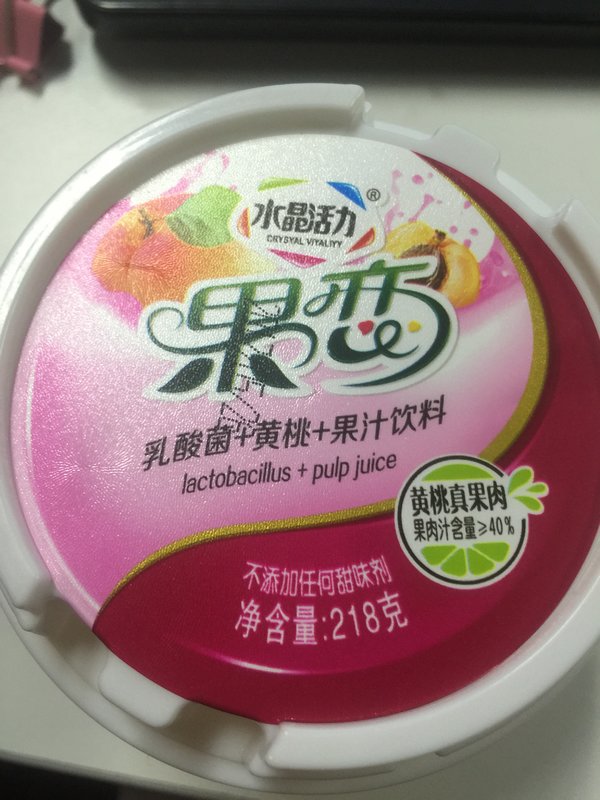 水晶活力®
CRYSYAL VITALIYY
果恋
乳酸菌+黄桃+果汁饮料
lactobacillus + pulp juice
黄桃真果肉
果肉汁含量≥40%
不添加任何甜味剂
净含量:218克